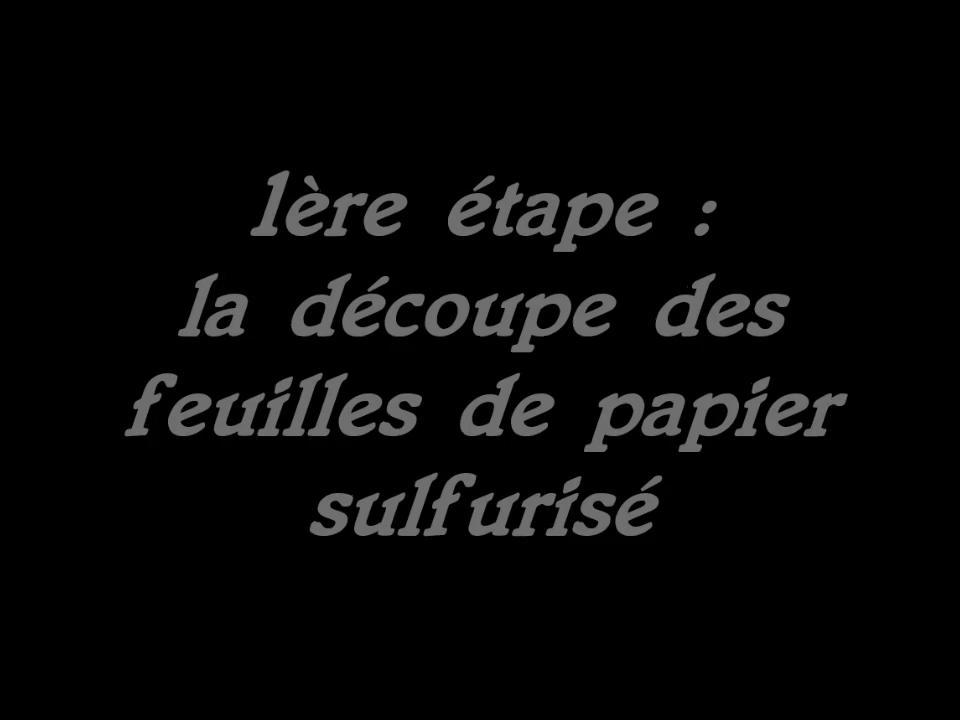 1ère étape :
la découpe des
feuilles de papier
sulfurisé